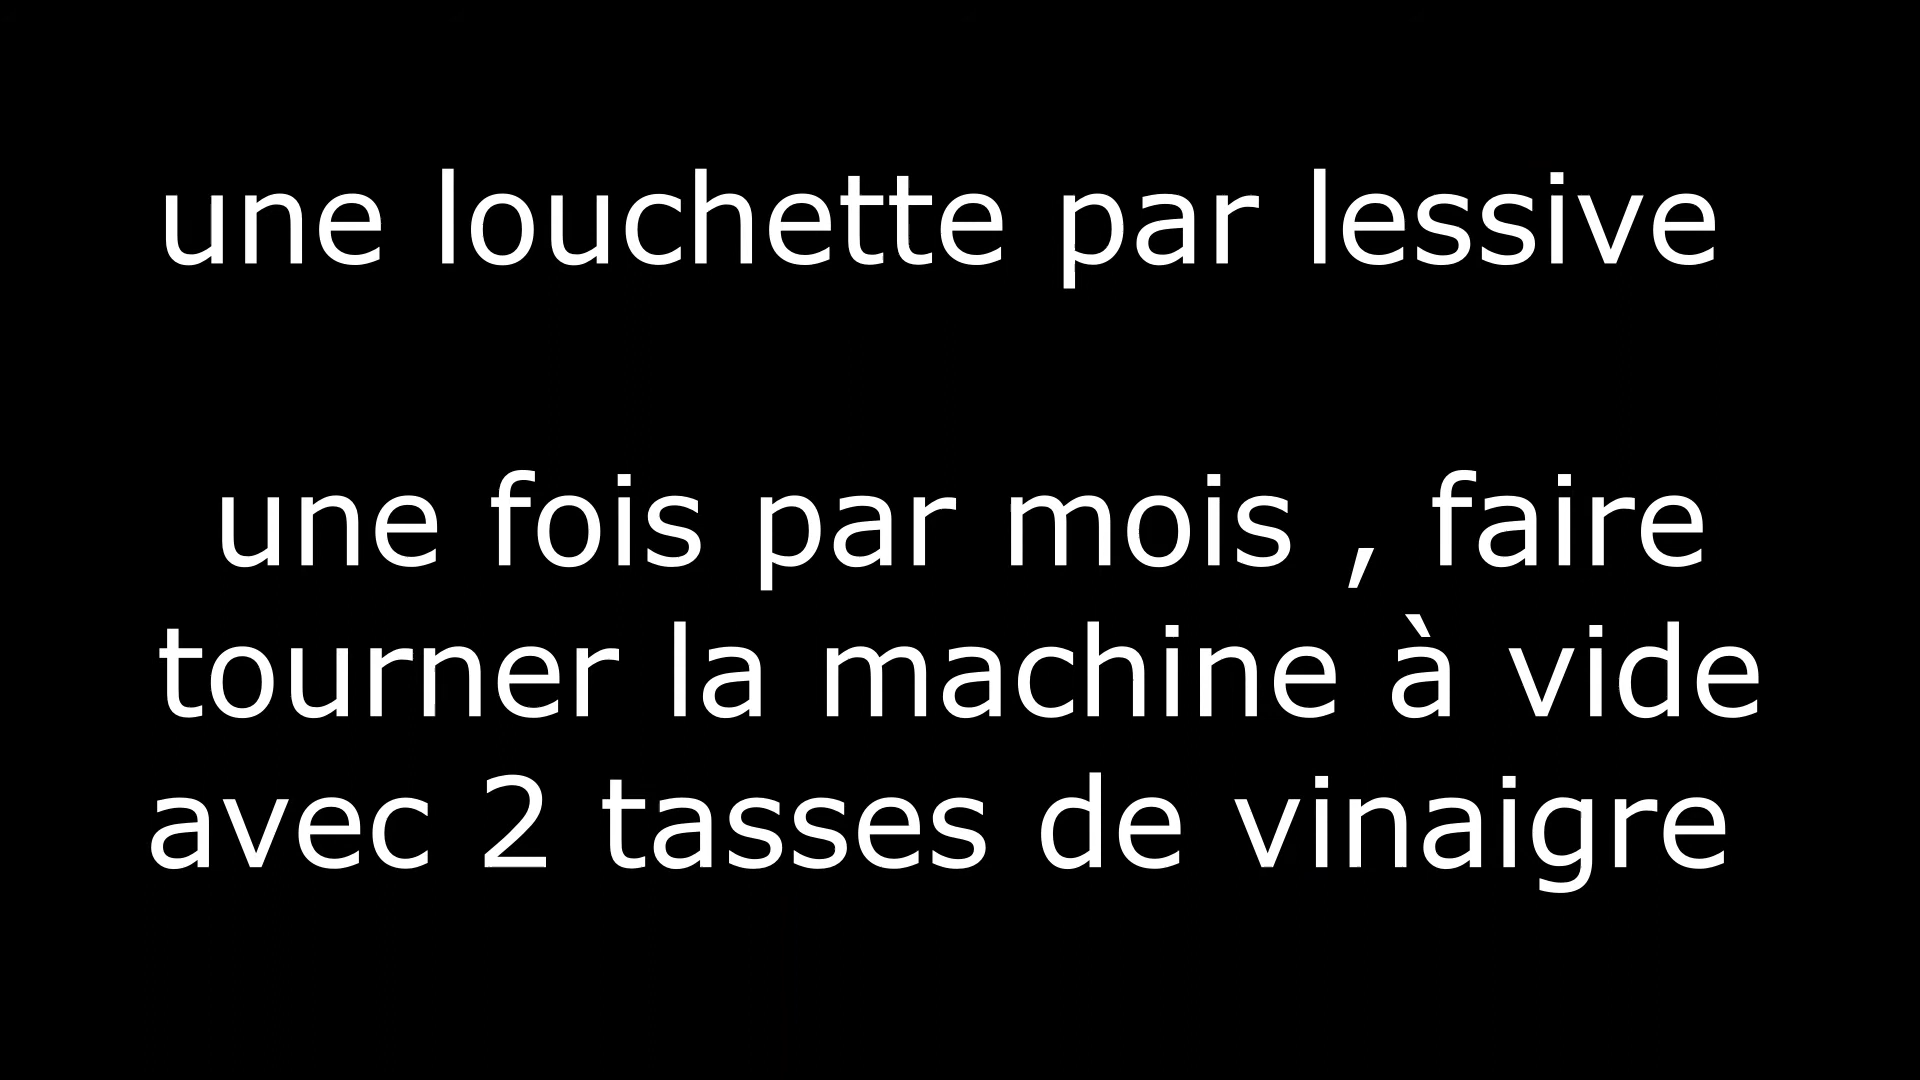 une louchette par lessive
une fois par mois , faire
tourner la machine à vide
avec 2 tasses de vinaigre